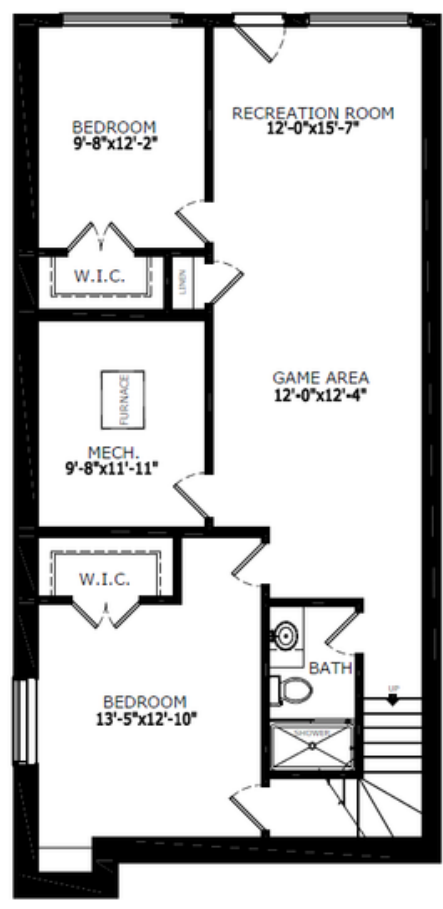 BEDROOM
9'-8"x12'-2"
RECREATION ROOM
12'-0"x15'-7"
W.I.C.
LINEN
GAME AREA
12'-0"x12'-4"
FURNACE
MECH.
9'-8"x11'-11"
W.I.C.
BATH
BEDROOM
13'-5"x12'-10"
UP
SHOWER